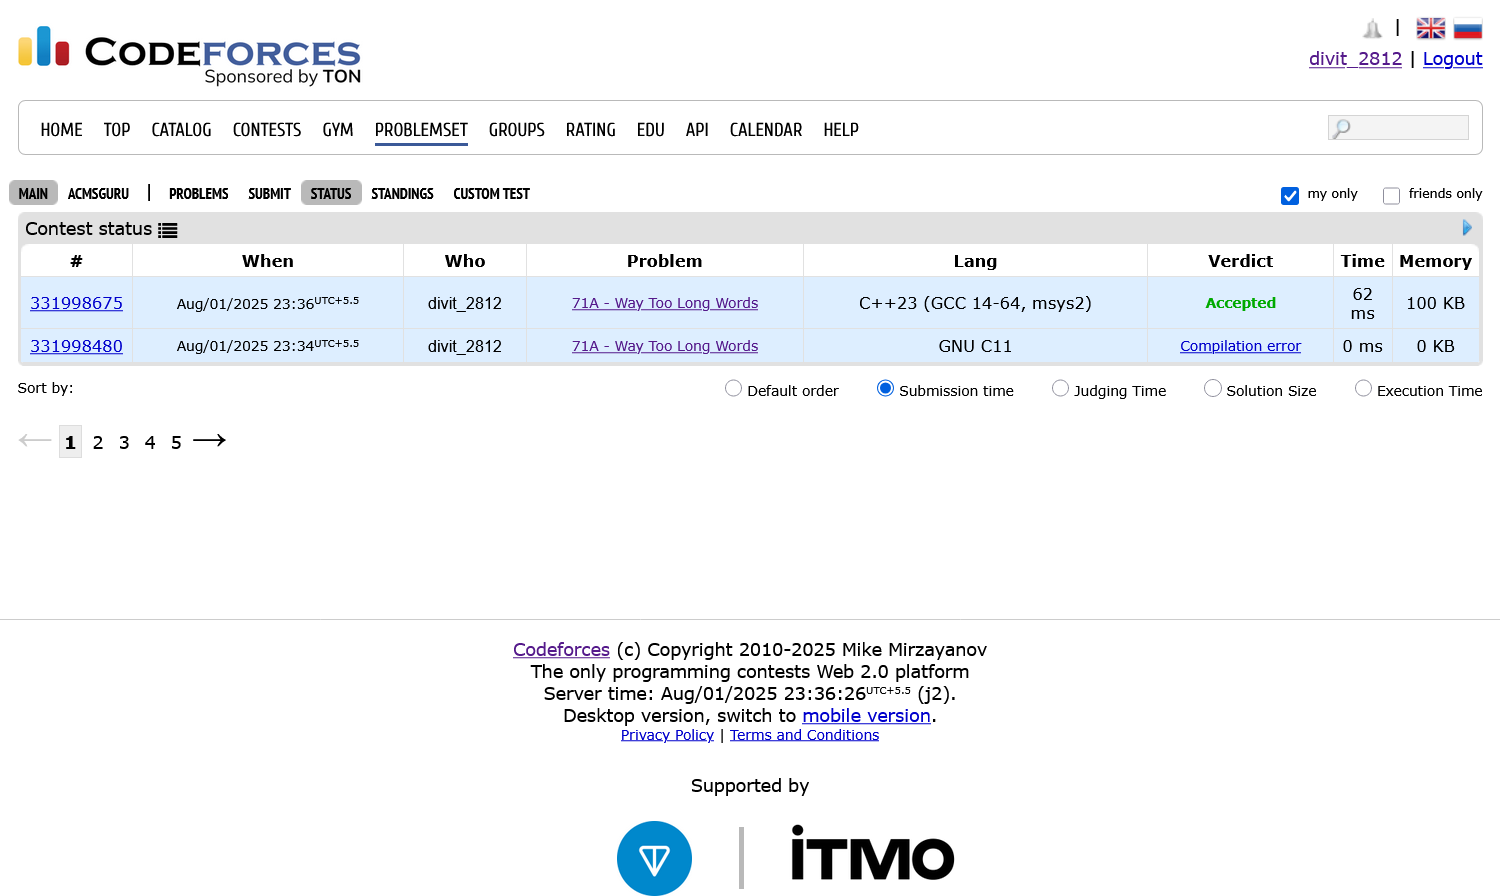 |
CODEFORCES
Sponsored by TON
divit_2812 | Logout
HOME TOP CATALOG CONTESTS GYM PROBLEMSET GROUPS RATING EDU API CALENDAR HELP
MAIN ACMSGURU | PROBLEMS SUBMIT STATUS STANDINGS CUSTOM TEST
my only friends only
Contest status
# When Who Problem Lang Verdict Time Memory
331998675 Aug/01/2025 23:36UTC+5.5 divit_2812 71A - Way Too Long Words C++23 (GCC 14-64, msys2) Accepted 62 ms 100 KB
331998480 Aug/01/2025 23:34UTC+5.5 divit_2812 71A - Way Too Long Words GNU C11 Compilation error 0 ms 0 KB
Sort by: Default order Submission time Judging Time Solution Size Execution Time
← 1 2 3 4 5 →
Codeforces (c) Copyright 2010-2025 Mike Mirzayanov
The only programming contests Web 2.0 platform
Server time: Aug/01/2025 23:36:26UTC+5.5 (j2).
Desktop version, switch to mobile version.
Privacy Policy | Terms and Conditions
Supported by
iTMO